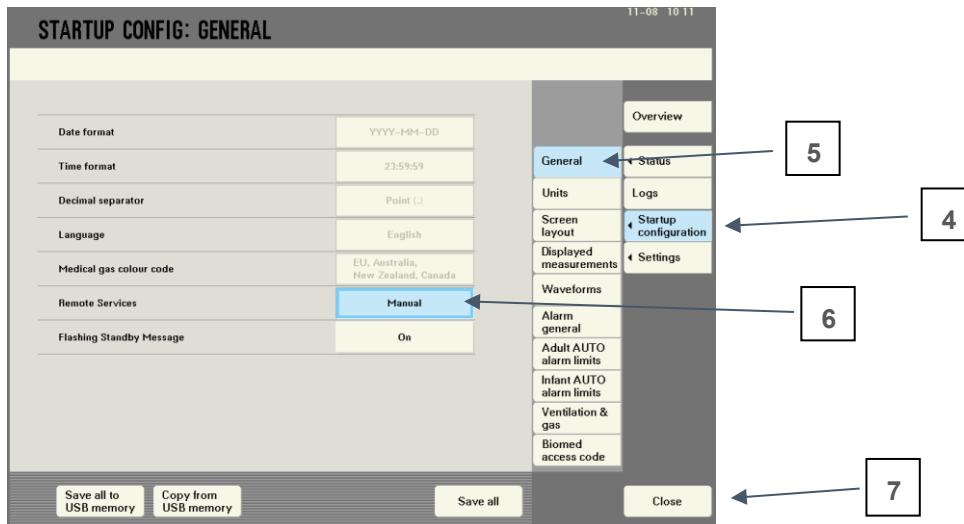 11-08 10 11
STARTUP CONFIG: GENERAL
Date format
YYYY-MM-DD
Time format
23:59:59
Decimal separator
Point (.)
Language
English
Medical gas colour code
EU, Australia,
New Zealand, Canada
Remote Services
Manual
Flashing Standby Message
On
General
Units
Screen
layout
Displayed
measurements
Waveforms
Alarm
general
Adult AUTO
alarm limits
Infant AUTO
alarm limits
Ventilation &
gas
Biomed
access code
Overview
Status
Logs
Startup
configuration
Settings
5
4
6
7
Save all to
USB memory
Copy from
USB memory
Save all
Close